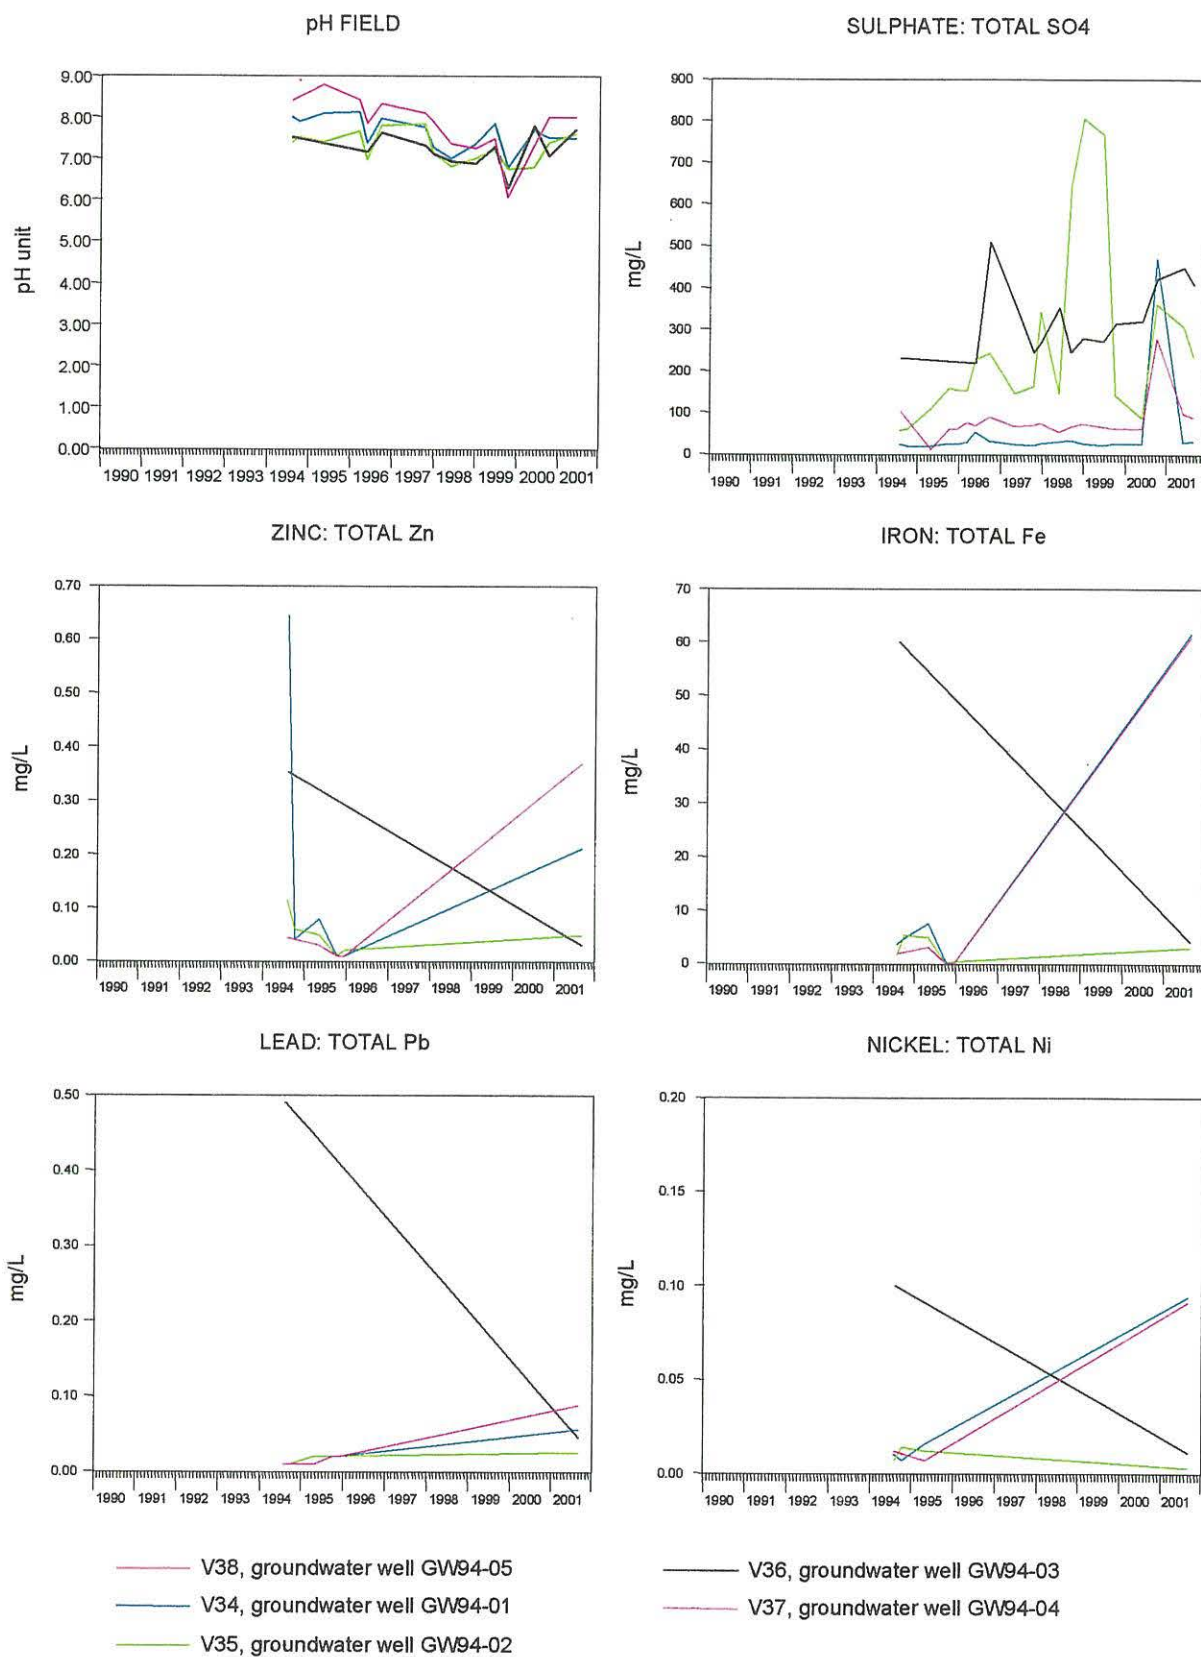 pH FIELD
9.00
8.00
7.00
6.00
5.00
4.00
3.00
2.00
1.00
0.00
pH unit
1990 1991 1992 1993 1994 1995 1996 1997 1998 1999 2000 2001
SULPHATE: TOTAL SO4
900
800
700
600
500
400
300
200
100
0
mg/L
1990 1991 1992 1993 1994 1995 1996 1997 1998 1999 2000 2001
ZINC: TOTAL Zn
0.70
0.60
0.50
0.40
0.30
0.20
0.10
0.00
mg/L
1990 1991 1992 1993 1994 1995 1996 1997 1998 1999 2000 2001
IRON: TOTAL Fe
70
60
50
40
30
20
10
0
mg/L
1990 1991 1992 1993 1994 1995 1996 1997 1998 1999 2000 2001
LEAD: TOTAL Pb
0.50
0.40
0.30
0.20
0.10
0.00
mg/L
1990 1991 1992 1993 1994 1995 1996 1997 1998 1999 2000 2001
NICKEL: TOTAL Ni
0.20
0.15
0.10
0.05
0.00
mg/L
1990 1991 1992 1993 1994 1995 1996 1997 1998 1999 2000 2001
V38, groundwater well GW94-05
V34, groundwater well GW94-01
V35, groundwater well GW94-02
V36, groundwater well GW94-03
V37, groundwater well GW94-04